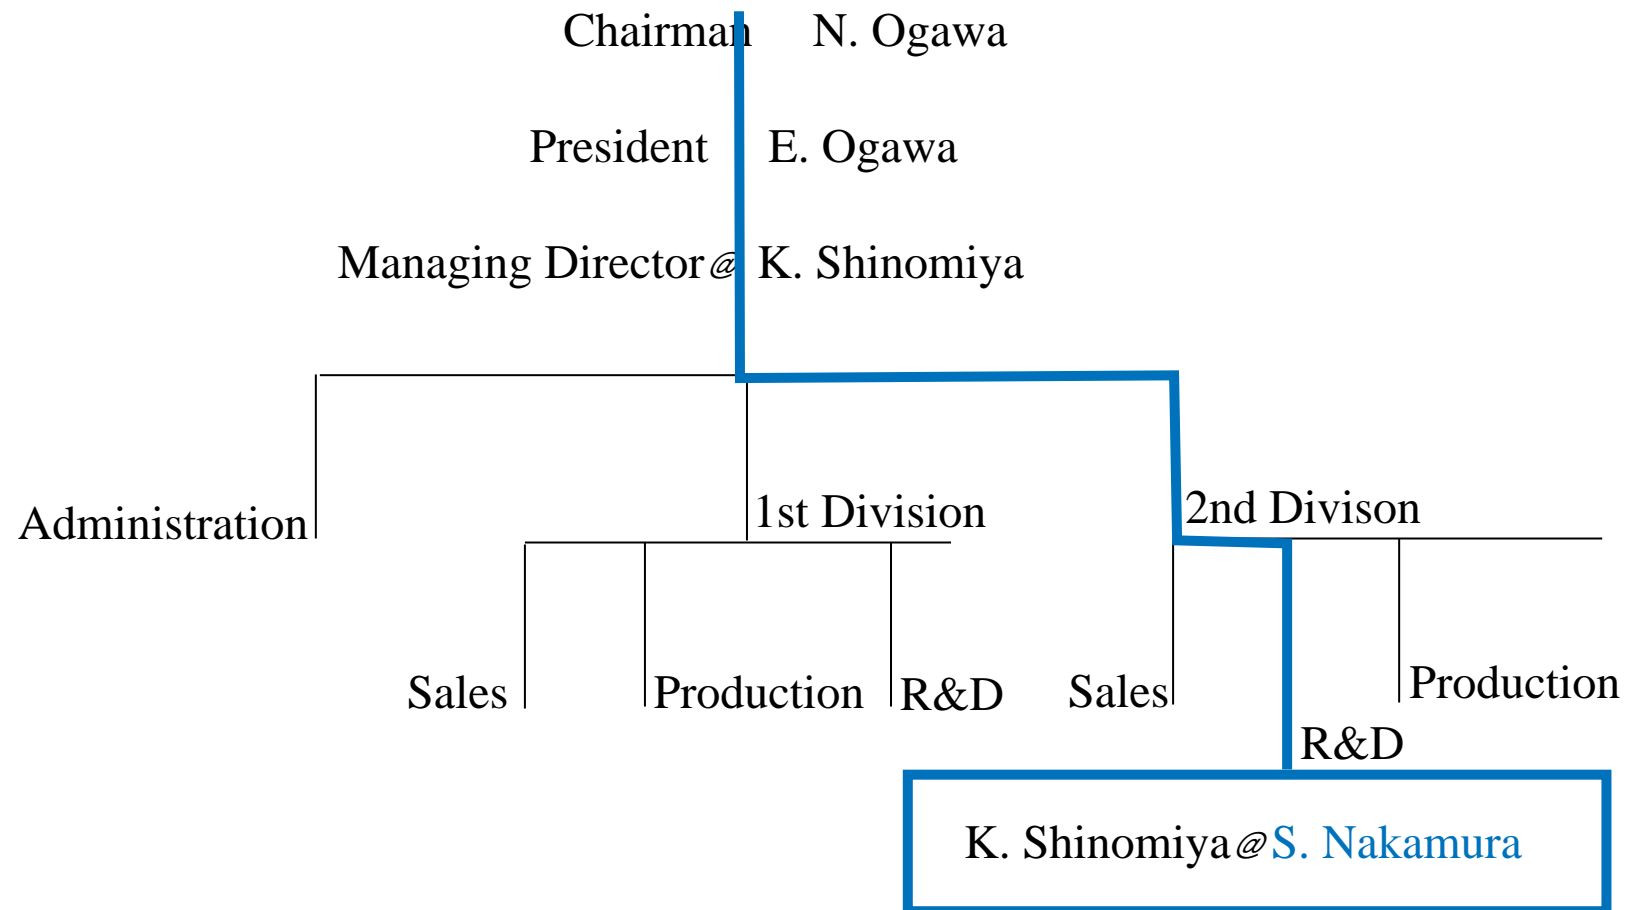 Chairman N. Ogawa
President E. Ogawa
Managing Director@ K. Shinomiya
Administration
1st Division
2nd Divison
Sales
Production
R&D
Sales
Production
R&D
K. Shinomiya@S. Nakamura